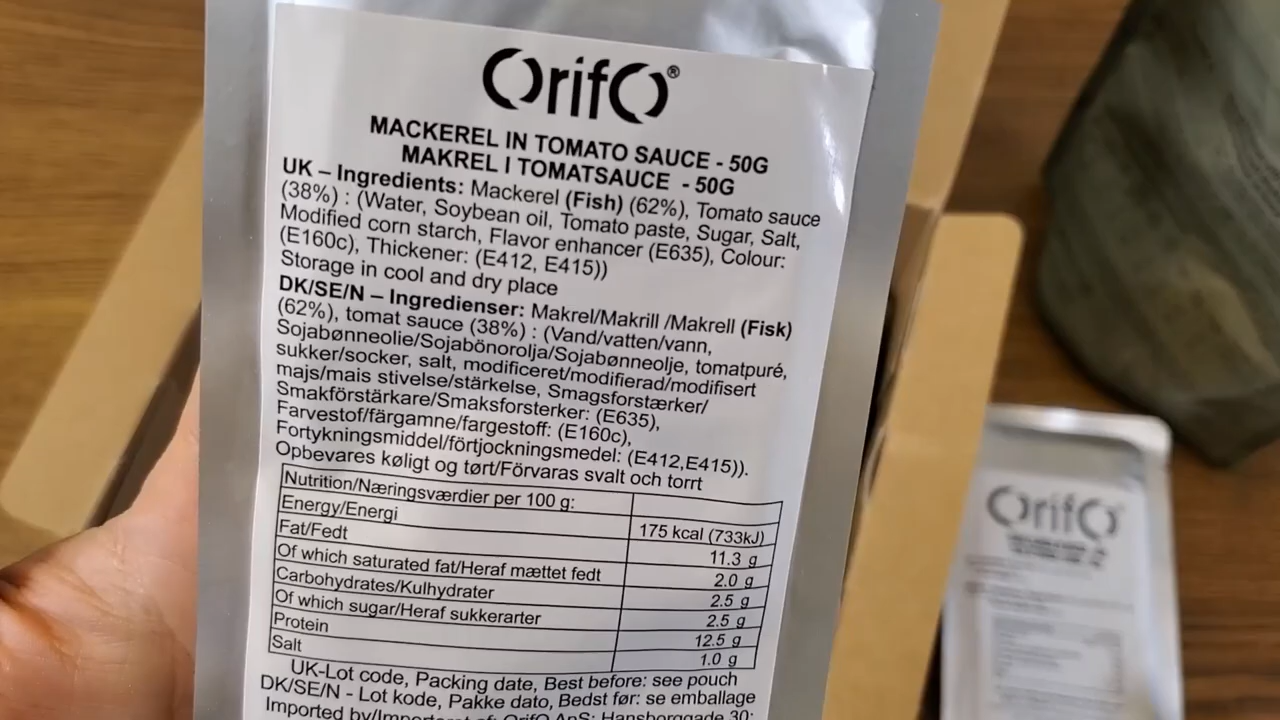 OrifO®
MACKEREL IN TOMATO SAUCE - 50G
MAKREL I TOMATSAUCE - 50G
UK – Ingredients: Mackerel (Fish) (62%), Tomato sauce
(38%) : (Water, Soybean oil, Tomato paste, Sugar, Salt,
Modified corn starch, Flavor enhancer (E635), Colour:
(E160c), Thickener: (E412, E415))
Storage in cool and dry place
DK/SE/N – Ingredienser: Makrel/Makrill /Makrell (Fisk)
(62%), tomat sauce (38%) : (Vand/vatten/vann,
Sojabønneolie/Sojabönorolja/Sojabønneolje, tomatpuré,
sukker/socker, salt, modificeret/modifierad/modifisert
majs/mais stivelse/stärkelse, Smagsforstærker/
Smakförstärkare/Smaksforsterker: (E635),
Farvestof/färgamne/fargestoff: (E160c),
Fortykningsmiddel/förtjockningsmedel: (E412,E415)).
Opbevares køligt og tørt/Förvaras svalt och torrt
Nutrition/Næringsværdier per 100 g:
Energy/Energi 175 kcal (733kJ)
Fat/Fedt 11.3 g
Of which saturated fat/Heraf mættet fedt 2.0 g
Carbohydrates/Kulhydrater 2.5 g
Of which sugar/Heraf sukkerarter 2.5 g
Protein 12.5 g
Salt 1.0 g
UK-Lot code, Packing date, Best before: see pouch
DK/SE/N - Lot kode, Pakke dato, Bedst før: se emballage
Imported by/Importeret af: OrifO ApS; Hansborggade 30;
OrifO